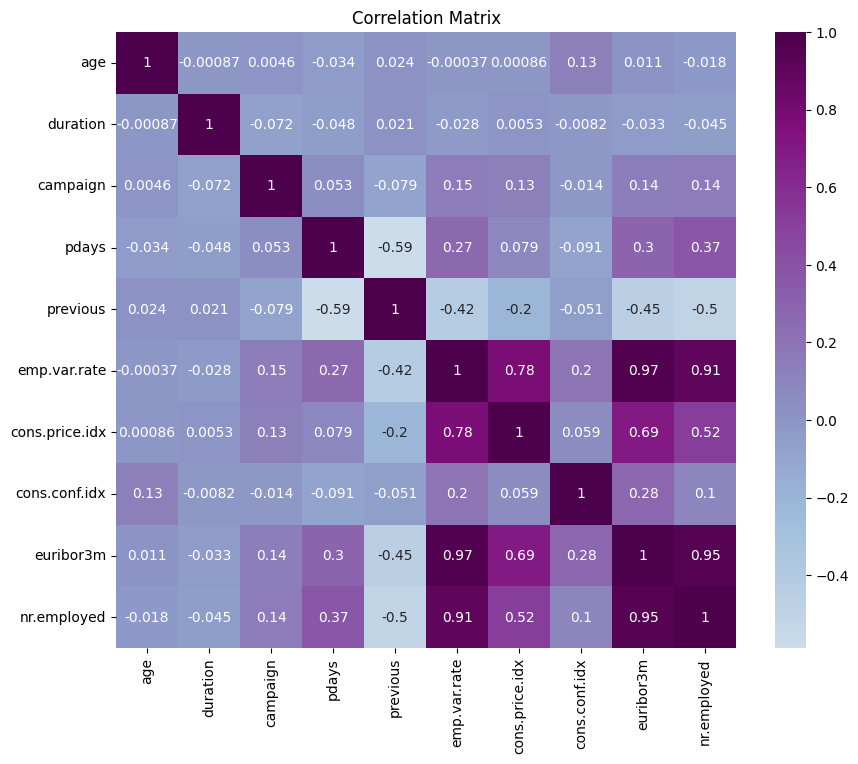 Correlation Matrix
age 1 -0.00087 0.0046 -0.034 0.024 -0.00037 0.00086 0.13 0.011 -0.018
duration -0.00087 1 -0.072 -0.048 0.021 -0.028 0.0053 -0.0082 -0.033 -0.045
campaign 0.0046 -0.072 1 0.053 -0.079 0.15 0.13 -0.014 0.14 0.14
pdays -0.034 -0.048 0.053 1 -0.59 0.27 0.079 -0.091 0.3 0.37
previous 0.024 0.021 -0.079 -0.59 1 -0.42 -0.2 -0.051 -0.45 -0.5
emp.var.rate -0.00037 -0.028 0.15 0.27 -0.42 1 0.78 0.2 0.97 0.91
cons.price.idx 0.00086 0.0053 0.13 0.079 -0.2 0.78 1 0.059 0.69 0.52
cons.conf.idx 0.13 -0.0082 -0.014 -0.091 -0.051 0.2 0.059 1 0.28 0.1
euribor3m 0.011 -0.033 0.14 0.3 -0.45 0.97 0.69 0.28 1 0.95
nr.employed -0.018 -0.045 0.14 0.37 -0.5 0.91 0.52 0.1 0.95 1
age duration campaign pdays previous emp.var.rate cons.price.idx cons.conf.idx euribor3m nr.employed
1.0
0.8
0.6
0.4
0.2
0.0
−0.2
−0.4